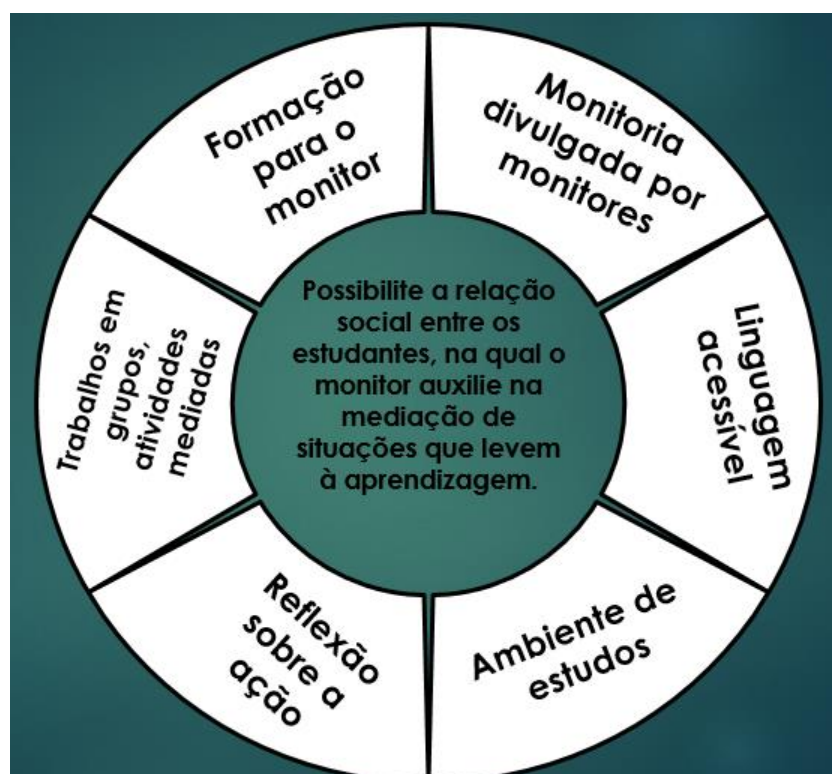 Formação
para o
monitor
Monitoria
divulgada por
monitores
Linguagem
acessível
Ambiente de
estudos
Reflexão
sobre a
ação
Trabalhos em
grupos,
atividades
mediadas
Possibilite a relação
social entre os
estudantes, na qual o
monitor auxilie na
mediação de
situações que levem
à aprendizagem.